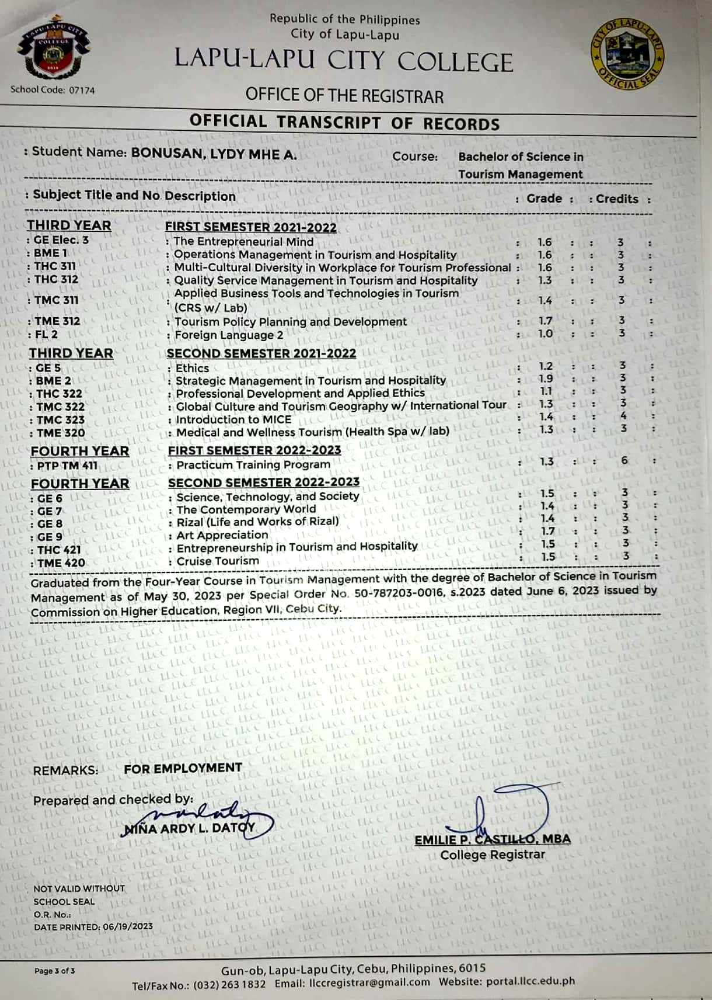 Republic of the Philippines
City of Lapu-Lapu
LAPU-LAPU CITY COLLEGE
OFFICE OF THE REGISTRAR
LAPU-LAPU CITY
COLLEGE
School Code: 07174
CITY OF LAPU-LAPU
OFFICIAL SEAL
OFFICIAL TRANSCRIPT OF RECORDS
: Student Name: BONUSAN, LYDY MHE A. Course: Bachelor of Science in
Tourism Management
: Subject Title and No. Description : Grade : : Credits :
THIRD YEAR FIRST SEMESTER 2021-2022
: GE Elec. 3 : The Entrepreneurial Mind : 1.6 : : 3 :
: BME 1 : Operations Management in Tourism and Hospitality : 1.6 : : 3 :
: THC 311 : Multi-Cultural Diversity in Workplace for Tourism Professional : 1.6 : : 3 :
: THC 312 : Quality Service Management in Tourism and Hospitality : 1.3 : : 3 :
: TMC 311 : Applied Business Tools and Technologies in Tourism
(CRS w/ Lab) : 1.4 : : 3 :
: TME 312 : Tourism Policy Planning and Development : 1.7 : : 3 :
: FL 2 : Foreign Language 2 : 1.0 : : 3 :
THIRD YEAR SECOND SEMESTER 2021-2022
: GE 5 : Ethics : 1.2 : : 3 :
: BME 2 : Strategic Management in Tourism and Hospitality : 1.9 : : 3 :
: THC 322 : Professional Development and Applied Ethics : 1.1 : : 3 :
: TMC 322 : Global Culture and Tourism Geography w/ International Tour : 1.3 : : 3 :
: TMC 323 : Introduction to MICE : 1.4 : : 4 :
: TME 320 : Medical and Wellness Tourism (Health Spa w/ lab) : 1.3 : : 3 :
FOURTH YEAR FIRST SEMESTER 2022-2023
: PTP TM 411 : Practicum Training Program : 1.3 : : 6 :
FOURTH YEAR SECOND SEMESTER 2022-2023
: GE 6 : Science, Technology, and Society : 1.5 : : 3 :
: GE 7 : The Contemporary World : 1.4 : : 3 :
: GE 8 : Rizal (Life and Works of Rizal) : 1.4 : : 3 :
: GE 9 : Art Appreciation : 1.7 : : 3 :
: THC 421 : Entrepreneurship in Tourism and Hospitality : 1.5 : : 3 :
: TME 420 : Cruise Tourism : 1.5 : : 3 :
Graduated from the Four-Year Course in Tourism Management with the degree of Bachelor of Science in Tourism
Management as of May 30, 2023 per Special Order No. 50-787203-0016, s.2023 dated June 6, 2023 issued by
Commission on Higher Education, Region VII, Cebu City.
REMARKS: FOR EMPLOYMENT
Prepared and checked by:
NIÑA ARDY L. DATOY
EMILIE P. CASTILLO, MBA
College Registrar
NOT VALID WITHOUT
SCHOOL SEAL
O.R. No.:
DATE PRINTED: 06/19/2023
Page 3 of 3
Gun-ob, Lapu-Lapu City, Cebu, Philippines, 6015
Tel/Fax No.: (032) 263 1832 Email: llccregistrar@gmail.com Website: portal.llcc.edu.ph